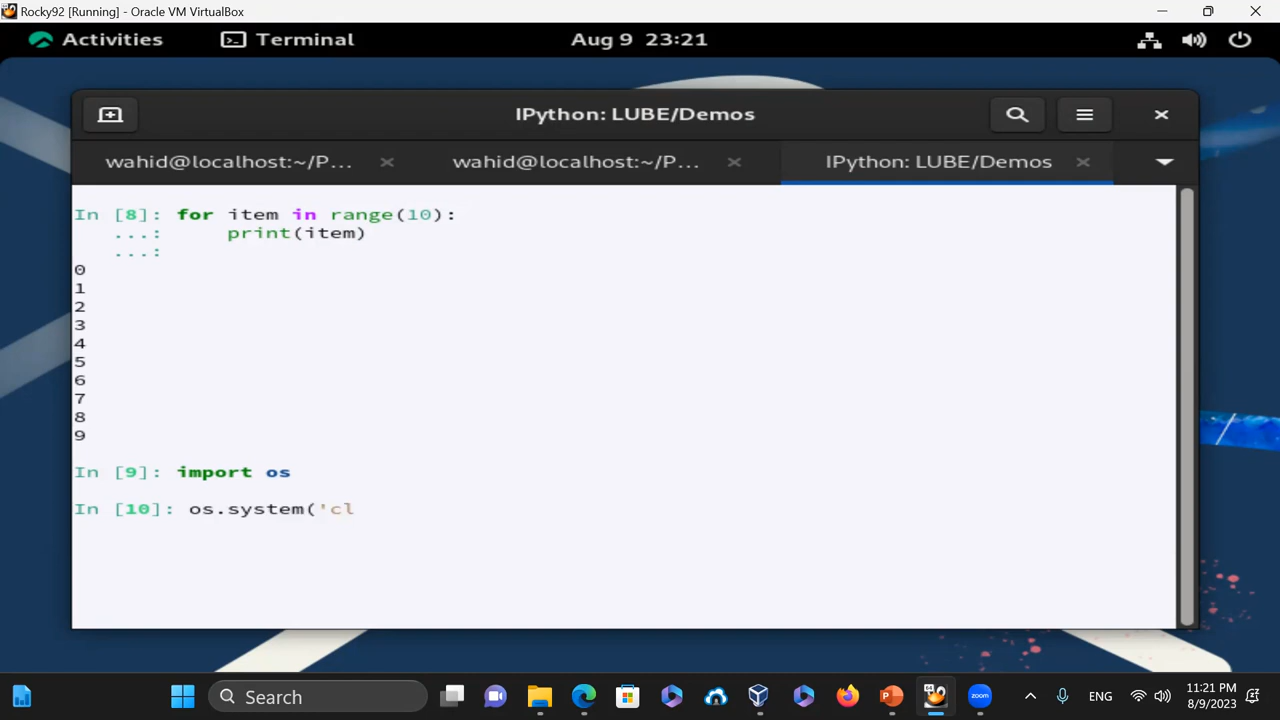 Rocky92 [Running] - Oracle VM VirtualBox
Activities Terminal Aug 9 23:21
IPython: LUBE/Demos
wahid@localhost:~/P... wahid@localhost:~/P... IPython: LUBE/Demos
In [8]: for item in range(10):
...: print(item)
...:
0
1
2
3
4
5
6
7
8
9
In [9]: import os
In [10]: os.system('cl
Search zoom ENG 11:21 PM
8/9/2023